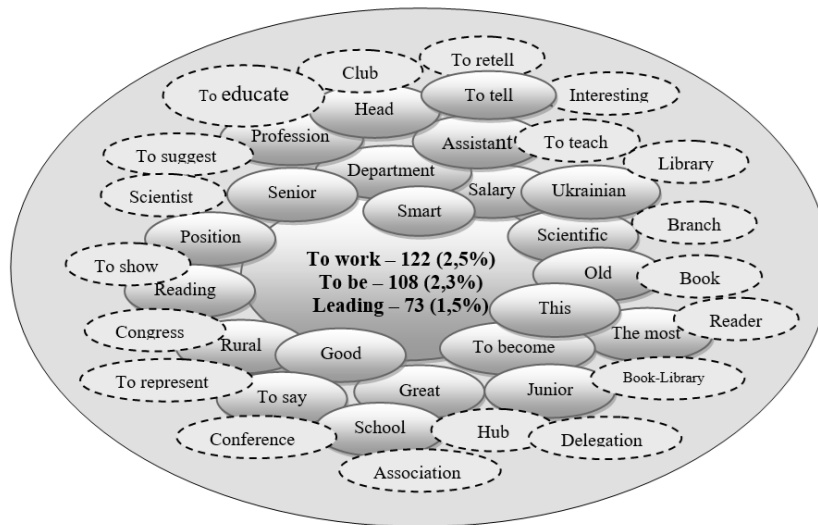 To retell
Club
To educate
Head
To tell
Interesting
Profession
Assistant
To teach
To suggest
Department
Library
Scientist
Senior
Salary
Ukrainian
Smart
Position
Scientific
Branch
To work – 122 (2,5%)
To be – 108 (2,3%)
Leading – 73 (1,5%)
To show
Old
Book
Reading
This
Congress
Rural
Good
To become
The most
Reader
To represent
To say
Great
Junior
Book-Library
Conference
School
Hub
Delegation
Association